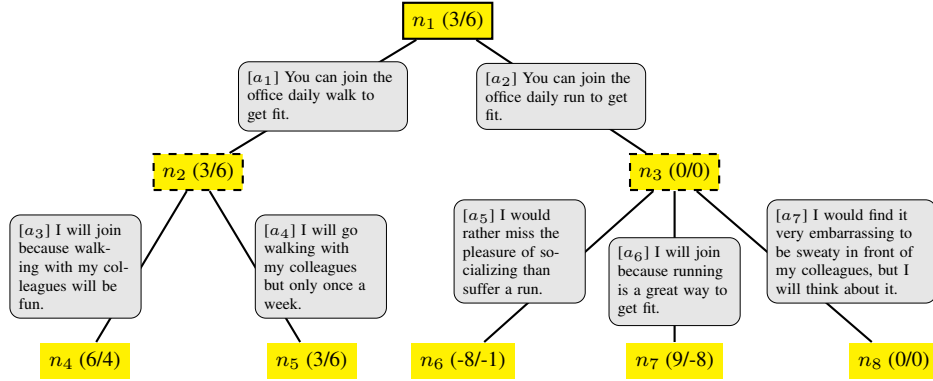 n1 (3/6)
[a1] You can join the
office daily walk to
get fit.
[a2] You can join the
office daily run to get
fit.
n2 (3/6)
n3 (0/0)
[a3] I will join
because walk-
ing with my col-
leagues will be
fun.
[a4] I will go
walking with
my colleagues
but only once a
week.
[a5] I would
rather miss the
pleasure of so-
cializing than
suffer a run.
[a6] I will join
because running
is a great way to
get fit.
[a7] I would find it
very embarrassing to
be sweaty in front of
my colleagues, but I
will think about it.
n4 (6/4)
n5 (3/6)
n6 (-8/-1)
n7 (9/-8)
n8 (0/0)